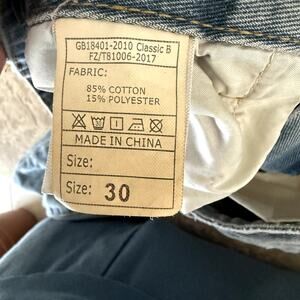 GB18401-2010 Classic B
FZ/T81006-2017
FABRIC:
85% COTTON
15% POLYESTER
MADE IN CHINA
Size:
Size: 30